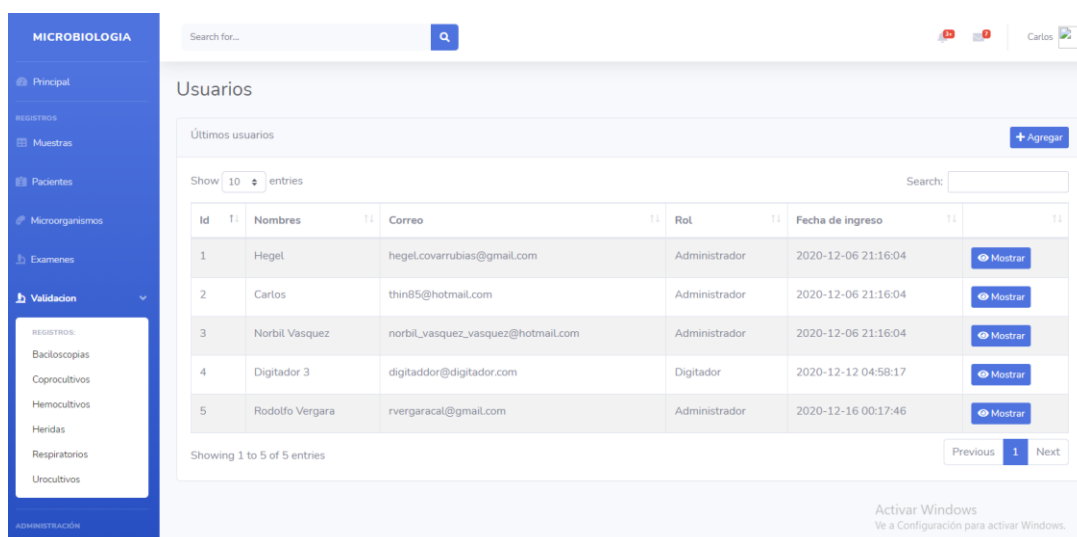 MICROBIOLOGIA
Search for...
3+
7
Carlos
Principal
REGISTROS
Muestras
Pacientes
Microorganismos
Examenes
Validacion
REGISTROS:
Baciloscopias
Coprocultivos
Hemocultivos
Heridas
Respiratorios
Urocultivos
ADMINISTRACIÓN
Usuarios
Últimos usuarios
Agregar
Show 10 entries
Search:
Id Nombres Correo Rol Fecha de ingreso
1 Hegel hegel.covarrubias@gmail.com Administrador 2020-12-06 21:16:04 Mostrar
2 Carlos thin85@hotmail.com Administrador 2020-12-06 21:16:04 Mostrar
3 Norbil Vasquez norbil_vasquez_vasquez@hotmail.com Administrador 2020-12-06 21:16:04 Mostrar
4 Digitador 3 digitaddor@digitador.com Digitador 2020-12-12 04:58:17 Mostrar
5 Rodolfo Vergara rvergaracal@gmail.com Administrador 2020-12-16 00:17:46 Mostrar
Showing 1 to 5 of 5 entries
Previous 1 Next
Activar Windows
Ve a Configuración para activar Windows.